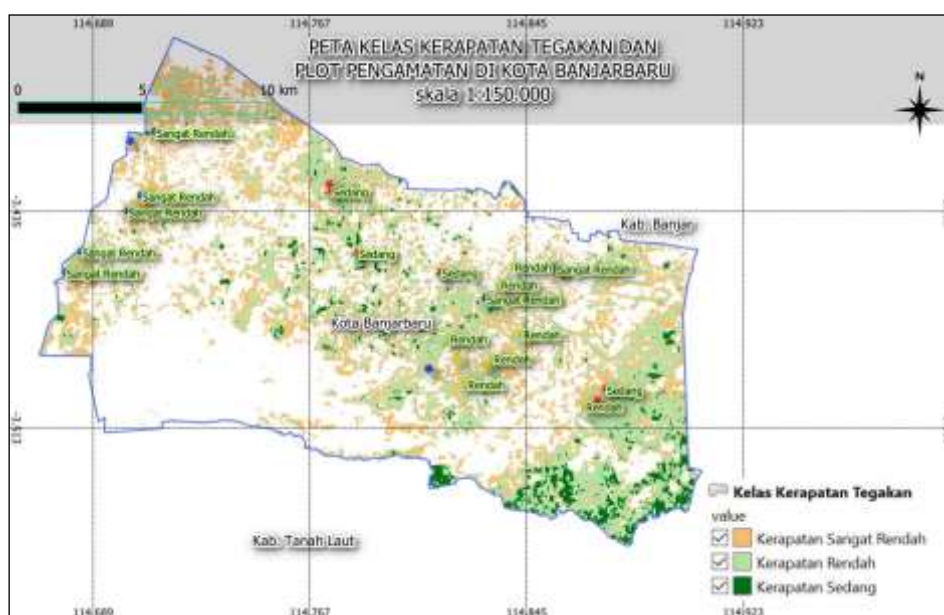 114.689 114.767 114.845 114.923
PETA KELAS KERAPATAN TEGAKAN DAN
PLOT PENGAMATAN DI KOTA BANJARBARU
skala 1:150.000
0 5 10 km
N
Sangat Rendah
Sedang
Sangat Rendah
Sangat Rendah
Kab. Banjar
Sangat Rendah
Sedang
Sangat Rendah
Sedang
Rendah
Sangat Rendah
Rendah
Sangat Rendah
Kota Banjarbaru
Rendah
Rendah
Rendah
Rendah
Sedang
Rendah
Kab. Tanah Laut
Kelas Kerapatan Tegakan
value
Kerapatan Sangat Rendah
Kerapatan Rendah
Kerapatan Sedang
114.689 114.767 114.845 114.923